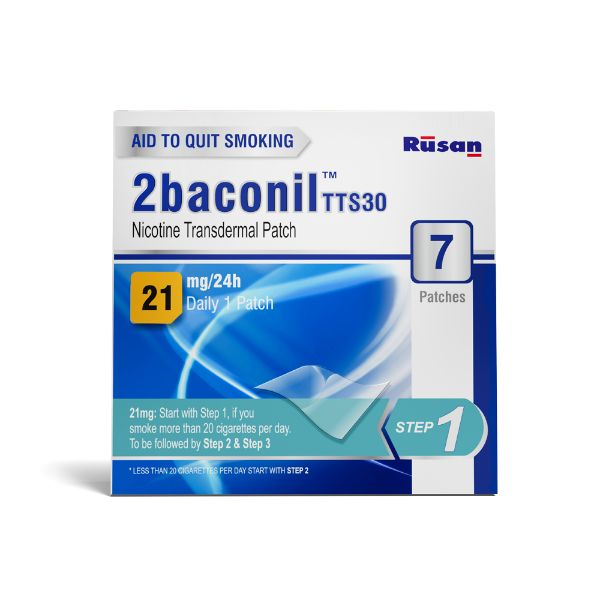 AID TO QUIT SMOKING
Rūsan
2baconil™ TTS30
Nicotine Transdermal Patch
7
Patches
21 mg/24h
Daily 1 Patch
21mg: Start with Step 1, if you
smoke more than 20 cigarettes per day.
To be followed by Step 2 & Step 3
STEP 1
* LESS THAN 20 CIGARETTES PER DAY START WITH STEP 2